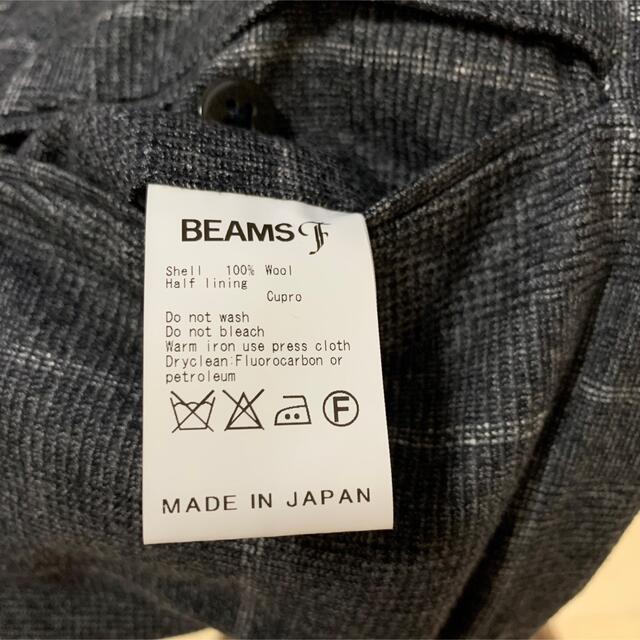 BEAMS F
Shell 100% Wool
Half lining
Cupro
Do not wash
Do not bleach
Warm iron use press cloth
Dryclean:Fluorocarbon or
petroleum
F
MADE IN JAPAN